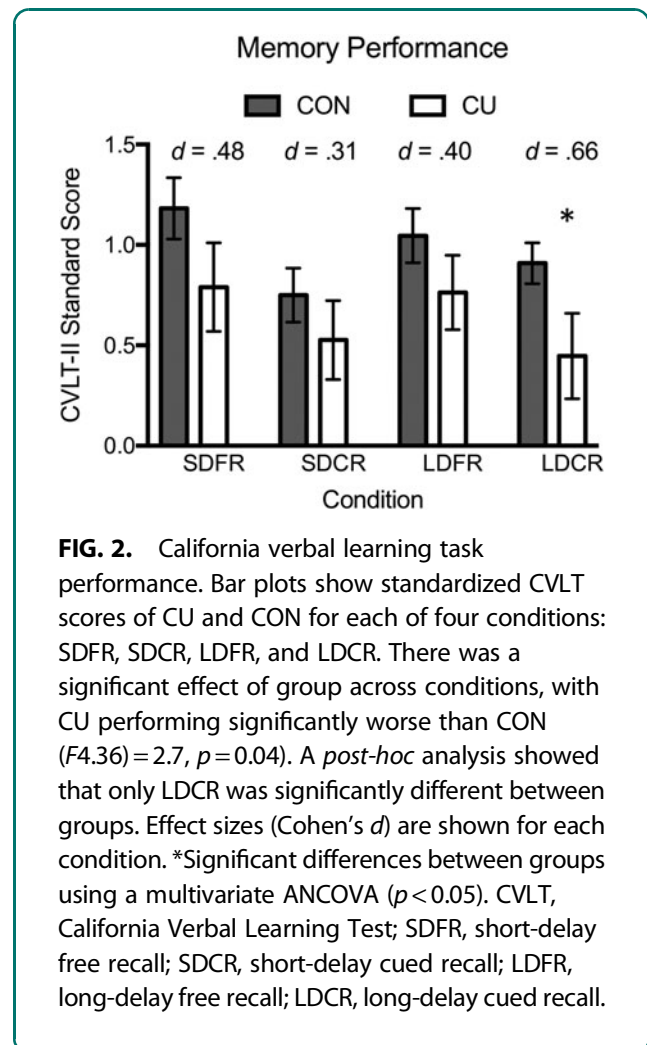 Memory Performance
CON CU
d = .48 d = .31 d = .40 d = .66
*
1.5
1.0
0.5
0.0
CVLT-II Standard Score
SDFR SDCR LDFR LDCR
Condition
FIG. 2. California verbal learning task
performance. Bar plots show standardized CVLT
scores of CU and CON for each of four conditions:
SDFR, SDCR, LDFR, and LDCR. There was a
significant effect of group across conditions, with
CU performing significantly worse than CON
(F4.36) = 2.7, p = 0.04). A post-hoc analysis showed
that only LDCR was significantly different between
groups. Effect sizes (Cohen's d) are shown for each
condition. *Significant differences between groups
using a multivariate ANCOVA (p < 0.05). CVLT,
California Verbal Learning Test; SDFR, short-delay
free recall; SDCR, short-delay cued recall; LDFR,
long-delay free recall; LDCR, long-delay cued recall.